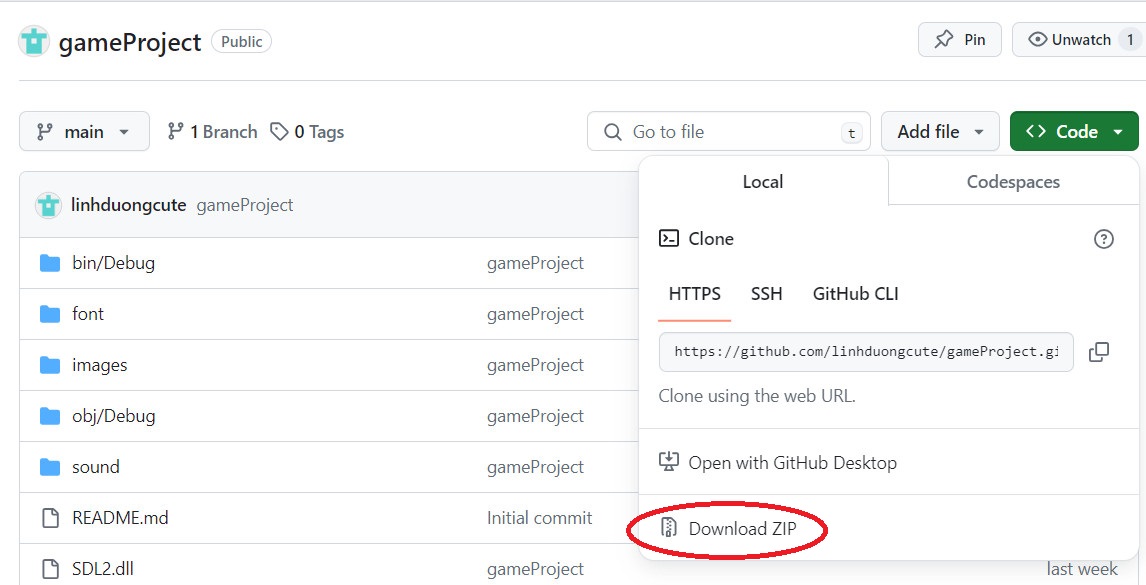 gameProject Public Pin Unwatch 1
main 1 Branch 0 Tags Go to file t Add file Code
Local Codespaces
linhduongcute gameProject
Clone
bin/Debug gameProject
HTTPS SSH GitHub CLI
font gameProject
https://github.com/linhduongcute/gameProject.gi
images gameProject
Clone using the web URL.
obj/Debug gameProject
Open with GitHub Desktop
sound gameProject
README.md Initial commit
Download ZIP
SDL2.dll gameProject last week